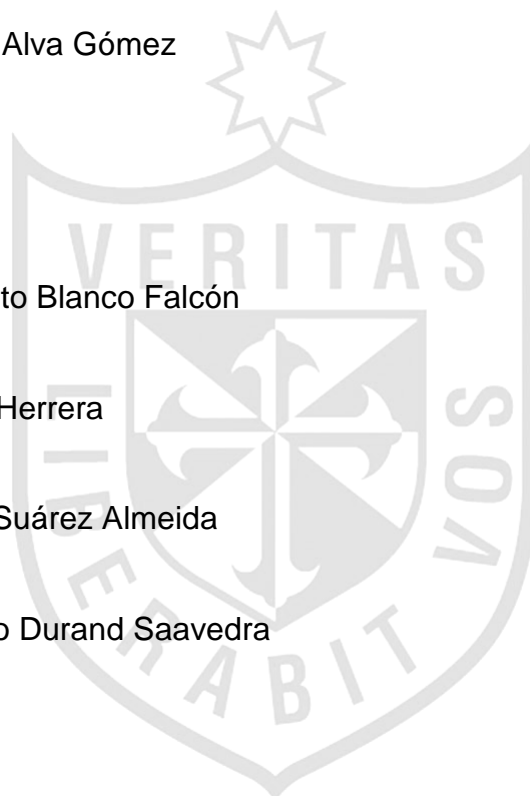 Alva Gómez
VERITAS
to Blanco Falcón
Herrera
Suárez Almeida
o Durand Saavedra
LIBERABIT VOS